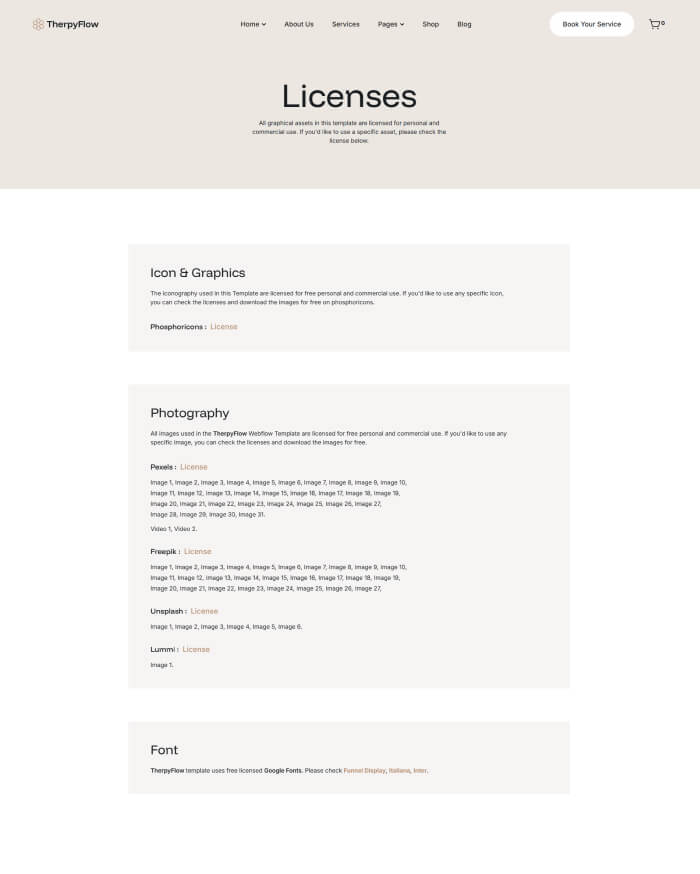 TherpyFlow
Home
About Us
Services
Pages
Shop
Blog
Book Your Service
0
Licenses
All graphical assets in this template are licensed for personal and
commercial use. If you'd like to use a specific asset, please check the
license below.
Icon & Graphics
The iconography used in this Template are licensed for free personal and commercial use. If you'd like to use any specific icon,
you can check the licenses and download the images for free on phosphoricons.
Phosphoricons : License
Photography
All images used in the TherpyFlow Webflow Template are licensed for free personal and commercial use. If you'd like to use any
specific image, you can check the licenses and download the images for free.
Pexels : License
Image 1, Image 2, Image 3, Image 4, Image 5, Image 6, Image 7, Image 8, Image 9, Image 10,
Image 11, Image 12, Image 13, Image 14, Image 15, Image 16, Image 17, Image 18, Image 19,
Image 20, Image 21, Image 22, Image 23, Image 24, Image 25, Image 26, Image 27,
Image 28, Image 29, Image 30, Image 31.
Video 1, Video 2.
Freepik : License
Image 1, Image 2, Image 3, Image 4, Image 5, Image 6, Image 7, Image 8, Image 9, Image 10,
Image 11, Image 12, Image 13, Image 14, Image 15, Image 16, Image 17, Image 18, Image 19,
Image 20, Image 21, Image 22, Image 23, Image 24, Image 25, Image 26, Image 27,
Unsplash : License
Image 1, Image 2, Image 3, Image 4, Image 5, Image 6.
Lummi : License
Image 1.
Font
TherpyFlow template uses free licensed Google Fonts. Please check Funnel Display, Italiana, Inter.